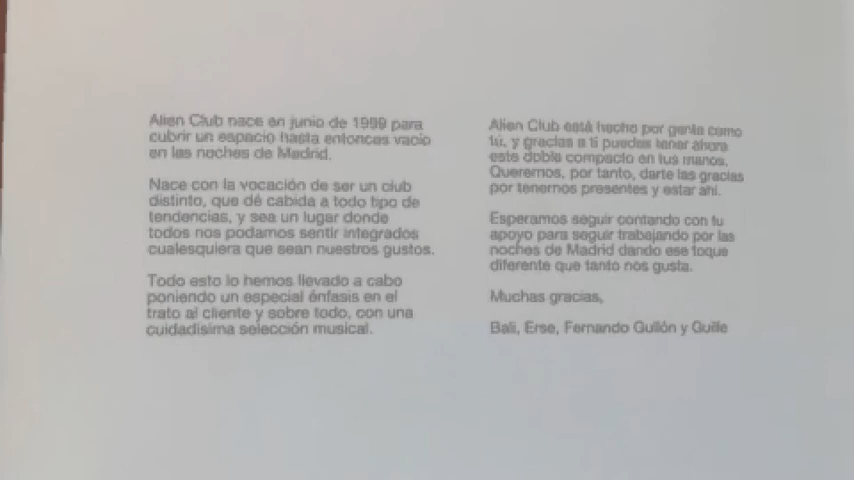 Alien Club nace en junio de 1999 para
cubrir un espacio hasta entonces vacío
en las noches de Madrid.
Nace con la vocación de ser un club
distinto, que dé cabida a todo tipo de
tendencias, y sea un lugar donde
todos nos podamos sentir integrados
cualesquiera que sean nuestros gustos.
Todo esto lo hemos llevado a cabo
poniendo un especial énfasis en el
trato al cliente y sobre todo, con una
cuidadísima selección musical.
Alien Club está hecho por gente como
tú, y gracias a ti puedes tener ahora
este doble compacto en tus manos.
Queremos, por tanto, darte las gracias
por tenernos presentes y estar ahí.
Esperamos seguir contando con tu
apoyo para seguir trabajando por las
noches de Madrid dando ese toque
diferente que tanto nos gusta.
Muchas gracias,
Bali, Erse, Fernando Gullón y Guille